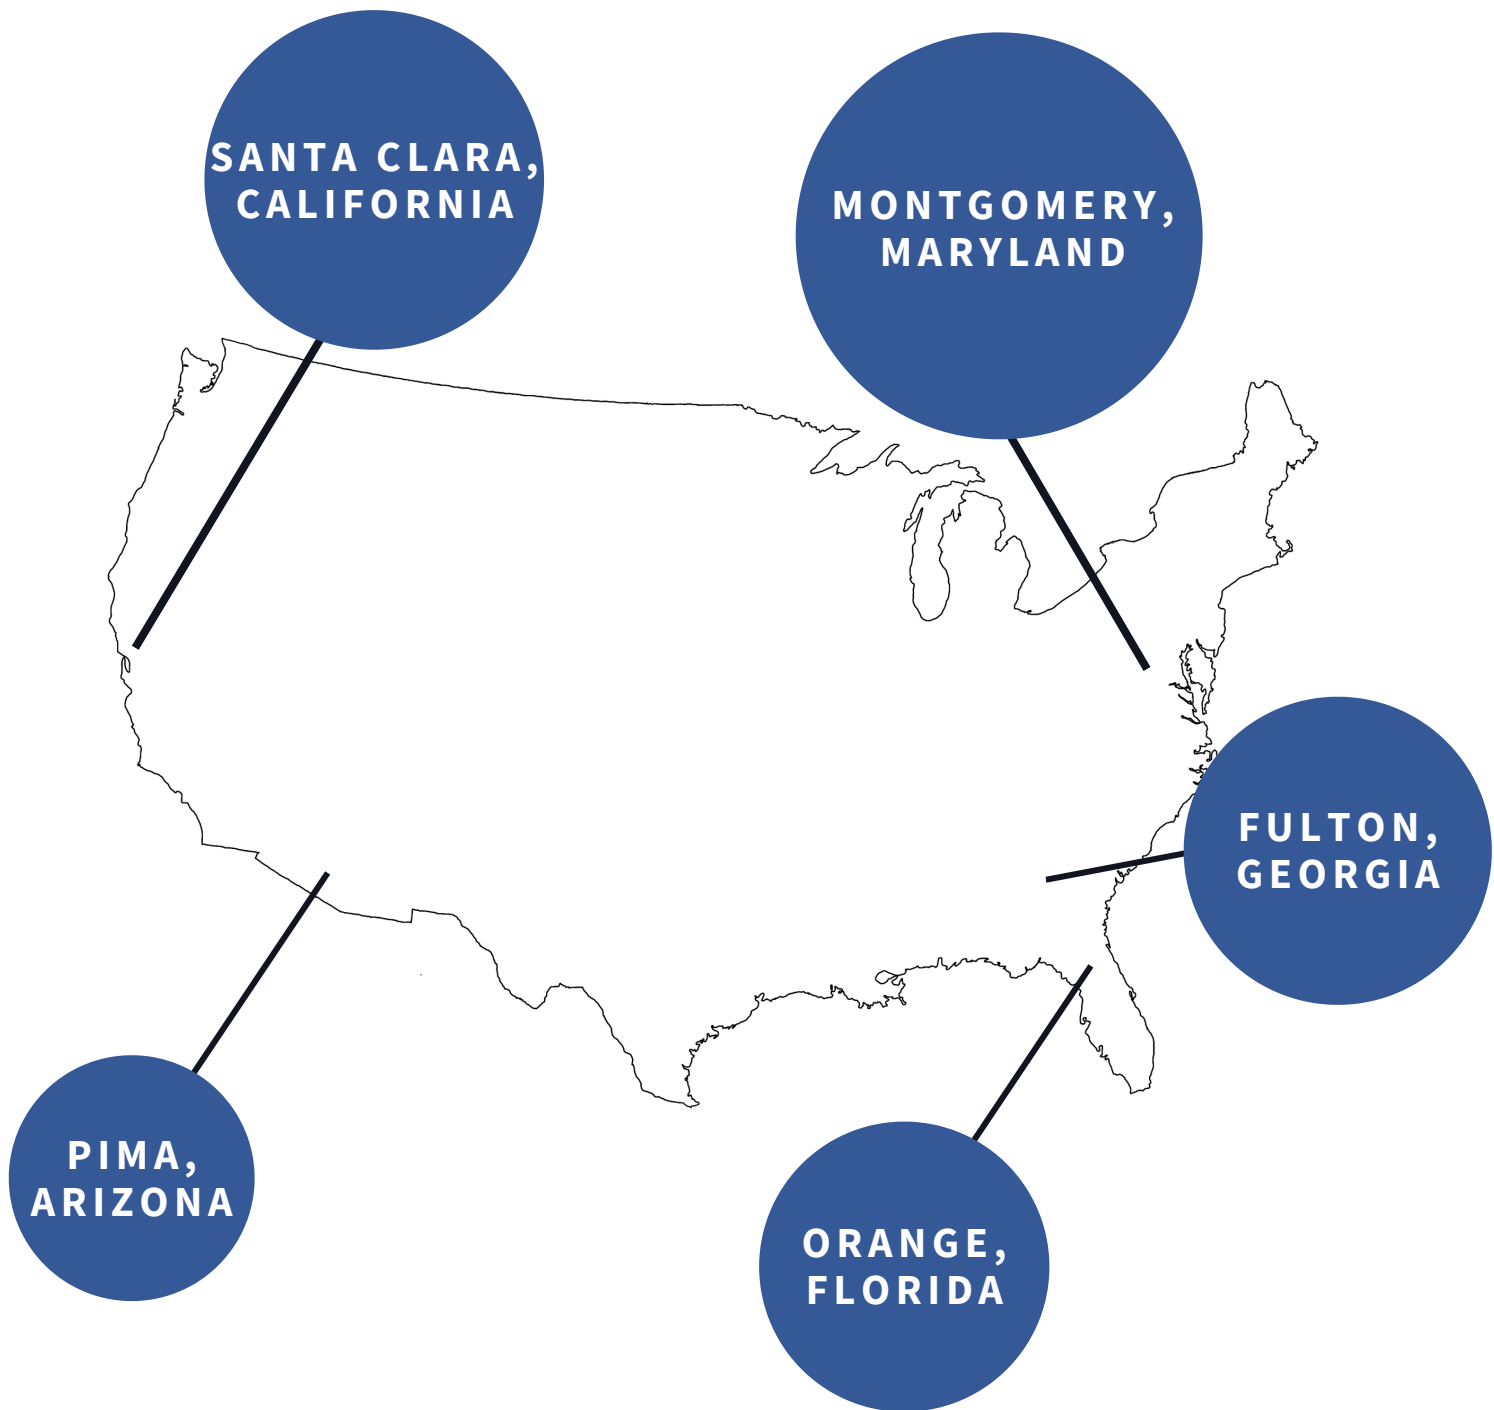 SANTA CLARA,
CALIFORNIA
MONTGOMERY,
MARYLAND
FULTON,
GEORGIA
PIMA,
ARIZONA
ORANGE,
FLORIDA